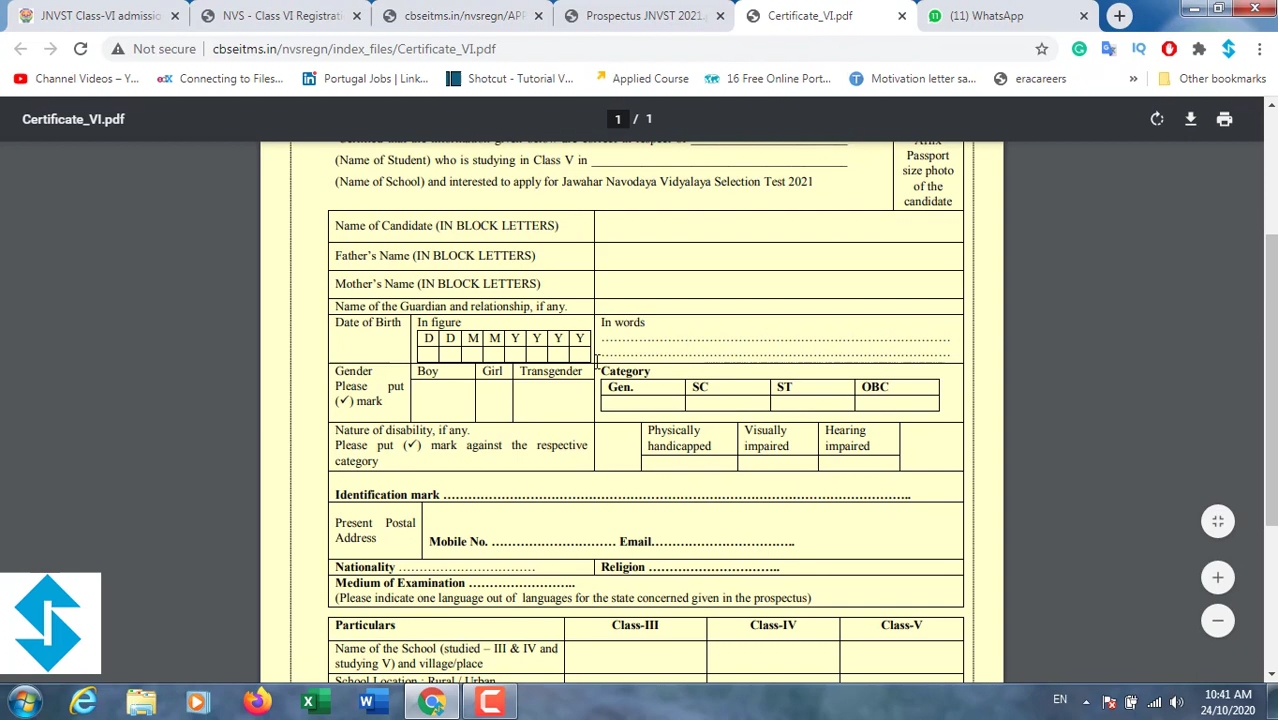 JNVST Class-VI admissio
NVS - Class VI Registrati
cbseitms.in/nvsregn/APP
Prospectus JNVST 2021.p
Certificate_VI.pdf
(11) WhatsApp
Not secure
cbseitms.in/nvsregn/index_files/Certificate_VI.pdf
IQ
Channel Videos – Y...
Connecting to Files...
Portugal Jobs | Link...
Shotcut - Tutorial V...
Applied Course
16 Free Online Port...
Motivation letter sa...
eracareers
»
Other bookmarks
Certificate_VI.pdf
1 / 1
Affix
Passport
size photo
of the
candidate
(Name of Student) who is studying in Class V in
(Name of School) and interested to apply for Jawahar Navodaya Vidyalaya Selection Test 2021
Name of Candidate (IN BLOCK LETTERS)
Father's Name (IN BLOCK LETTERS)
Mother's Name (IN BLOCK LETTERS)
Name of the Guardian and relationship, if any.
Date of Birth
In figure
D D M M Y Y Y Y
In words
Gender
Please put
(✓) mark
Boy
Girl
Transgender
Category
Gen. SC ST OBC
Nature of disability, if any.
Please put (✓) mark against the respective
category
Physically
handicapped
Visually
impaired
Hearing
impaired
Identification mark ……………………………………………………………………………..
Present Postal
Address
Mobile No. ………………………… Email…………………………….
Nationality ……………………………
Religion …………………………..
Medium of Examination ……………………..
(Please indicate one language out of languages for the state concerned given in the prospectus)
Particulars
Class-III
Class-IV
Class-V
Name of the School (studied – III & IV and
studying V) and village/place
School Location : Rural / Urban
EN
10:41 AM
24/10/2020